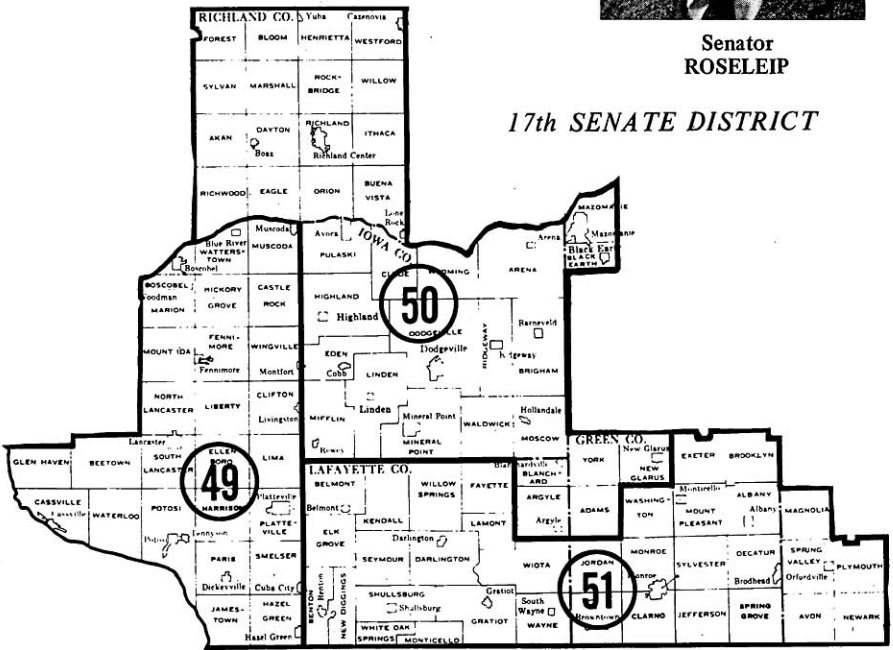 Senator
ROSELEIP
17th SENATE DISTRICT
RICHLAND CO.
Yuba
Cazenovia
FOREST
BLOOM
HENRIETTA
WESTFORD
SYLVAN
MARSHALL
ROCK-
BRIDGE
WILLOW
AKAN
DAYTON
RICHLAND
ITHACA
Boaz
Richland Center
RICHWOOD
EAGLE
ORION
BUENA
VISTA
Lone
Rock
MAZOMANIE
Mazomanie
Black Earth
BLACK
EARTH
Muscoda
Blue River
WATTERS-
TOWN
MUSCODA
Boscobel
Avoca
IOWA CO.
PULASKI
CLYDE
WYOMING
Arena
ARENA
BOSCOBEL
Woodman
MARION
HICKORY
GROVE
CASTLE
ROCK
HIGHLAND
Highland
50
DODGEVILLE
Dodgeville
RIDGEWAY
Ridgeway
Barneveld
BRIGHAM
MOUNT IDA
FENNI-
MORE
Fennimore
WINGVILLE
Montfort
EDEN
Cobb
LINDEN
Linden
NORTH
LANCASTER
LIBERTY
CLIFTON
Livingston
MIFFLIN
Rewey
Mineral Point
MINERAL
POINT
WALDWICK
Hollandale
MOSCOW
Lancaster
GLEN HAVEN
BEETOWN
SOUTH
LANCASTER
ELLEN
BORO
LIMA
49
CASSVILLE
Cassville
WATERLOO
POTOSI
Potosi
Tennyson
HARRISON
Platteville
PLATTE-
VILLE
PARIS
SMELSER
Dickeyville
Cuba City
JAMES-
TOWN
HAZEL
GREEN
Hazel Green
LAFAYETTE CO.
BELMONT
Belmont
WILLOW
SPRINGS
FAYETTE
Blanchardville
BLANCH-
ARD
GREEN CO.
YORK
New Glarus
NEW
GLARUS
EXETER
BROOKLYN
KENDALL
LAMONT
ARGYLE
Argyle
ADAMS
WASHING-
TON
Monticello
MOUNT
PLEASANT
ALBANY
Albany
MAGNOLIA
ELK
GROVE
Darlington
SEYMOUR
DARLINGTON
WIOTA
JORDAN
MONROE
Monroe
SYLVESTER
DECATUR
Brodhead
SPRING
VALLEY
Orfordville
PLYMOUTH
BENTON
Benton
NEW DIGGINGS
SHULLSBURG
Shullsburg
Gratiot
GRATIOT
South
Wayne
WAYNE
51
Browntown
CLARNO
JEFFERSON
SPRING
GROVE
AVON
NEWARK
WHITE OAK
SPRINGS
MONTICELLO